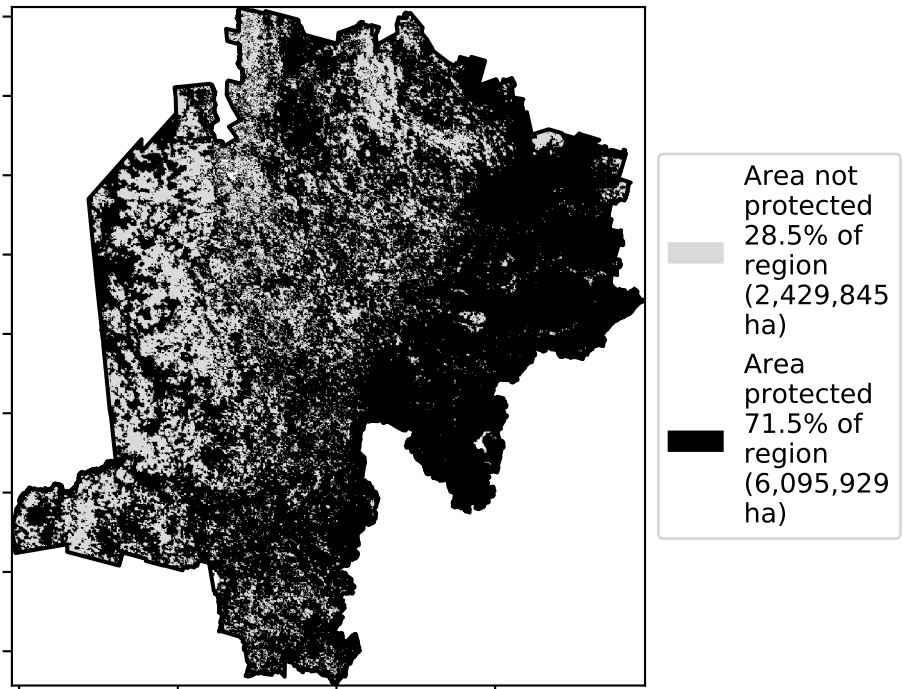 Area not
protected
28.5% of
region
(2,429,845
ha)
Area
protected
71.5% of
region
(6,095,929
ha)